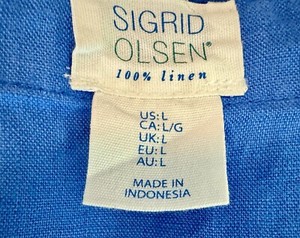 SIGRID
OLSEN®
100% linen
US: L
CA: L/G
UK: L
EU: L
AU: L
MADE IN
INDONESIA